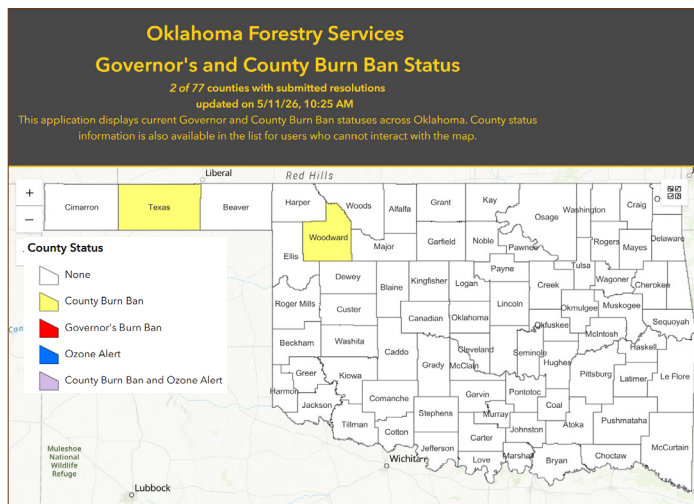 Oklahoma Forestry Services
Governor's and County Burn Ban Status
2 of 77 counties with submitted resolutions
updated on 5/11/26, 10:25 AM
This application displays current Governor and County Burn Ban statuses across Oklahoma. County status
information is also available in the list for users who cannot interact with the map.
Liberal
Red Hills
+
−
Cimarron
Texas
Beaver
Harper
Woods
Alfalfa
Grant
Kay
Osage
Washington
Craig
Woodward
Major
Garfield
Noble
Pawnee
Rogers
Mayes
Delaware
County Status
None
County Burn Ban
Governor's Burn Ban
Ozone Alert
County Burn Ban and Ozone Alert
Ellis
Dewey
Blaine
Kingfisher
Logan
Payne
Creek
Tulsa
Wagoner
Cherokee
Roger Mills
Custer
Canadian
Oklahoma
Lincoln
Okmulgee
Muskogee
Okfuskee
McIntosh
Sequoyah
Beckham
Washita
Caddo
Grady
Cleveland
McClain
Seminole
Hughes
Haskell
Pittsburg
Latimer
Le Flore
Greer
Kiowa
Harmon
Jackson
Comanche
Garvin
Pontotoc
Coal
Tillman
Cotton
Stephens
Murray
Johnston
Atoka
Pushmataha
Jefferson
Carter
Love
Marshall
Bryan
Choctaw
McCurtain
Muleshoe
National
Wildlife
Refuge
Lubbock